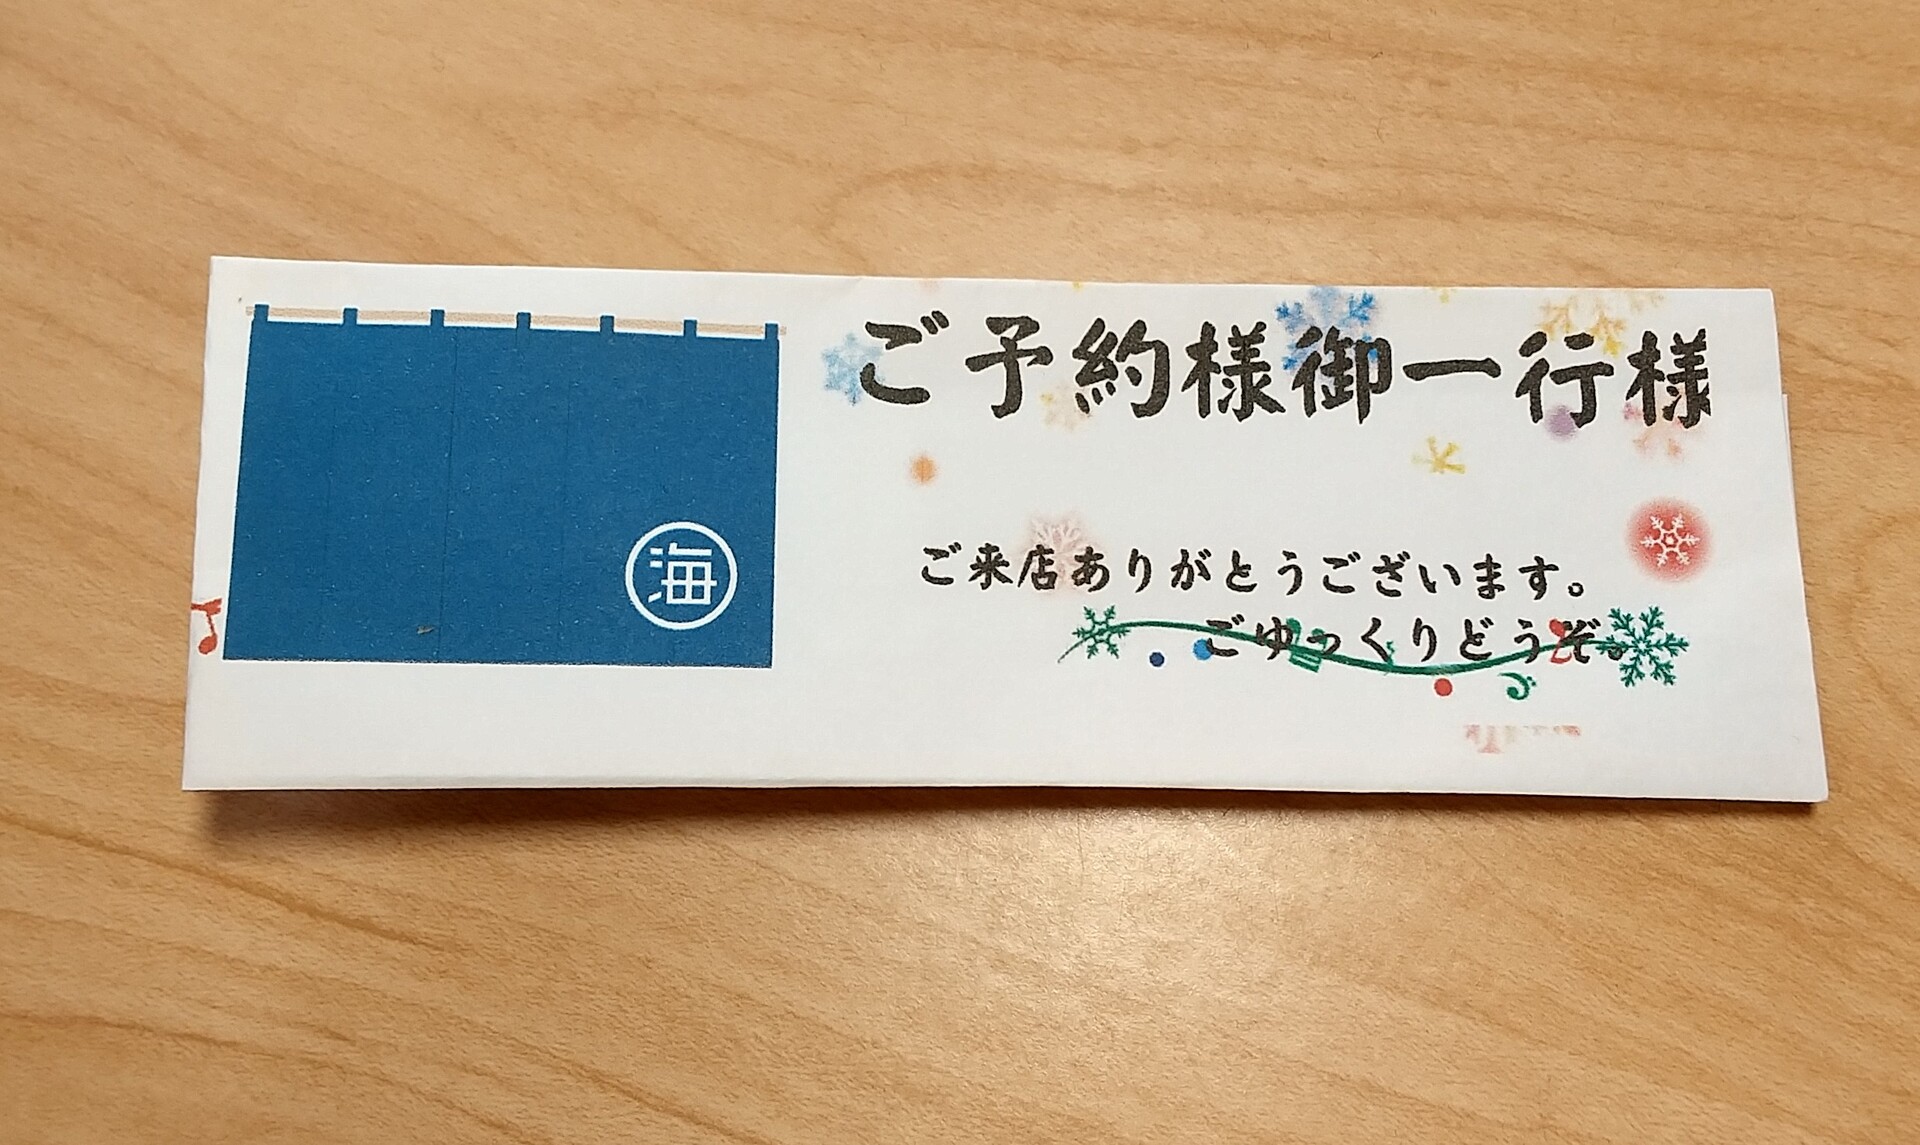 海
ご予約様御一行様
ご来店ありがとうございます。
ごゆっくりどうぞ。